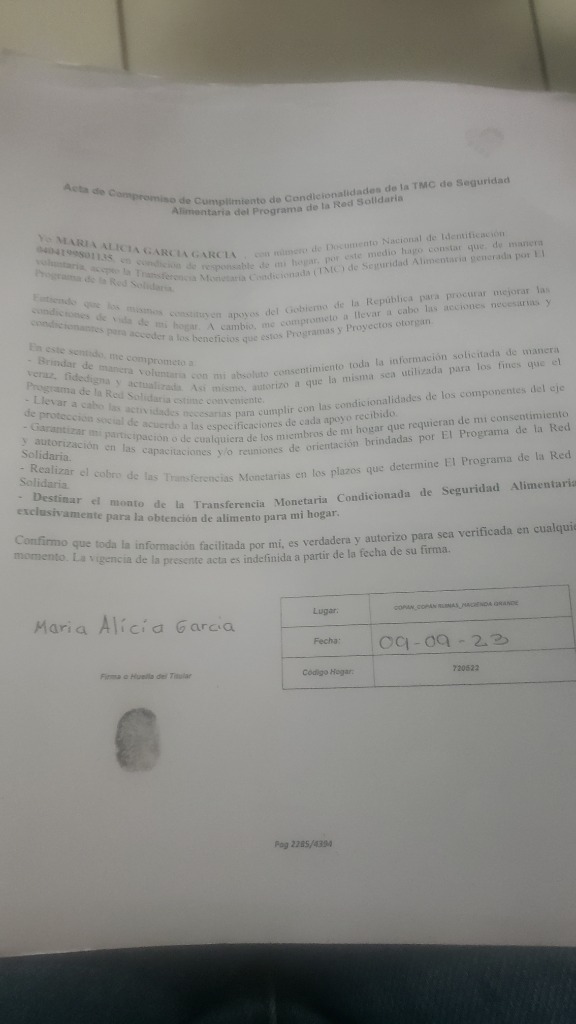 Acta de Compromiso de Cumplimiento de Condicionalidades de la TMC de Seguridad
Alimentaria del Programa de la Red Solidaria
Yo MARIA ALICIA GARCIA GARCIA , con número de Documento Nacional de Identificación
0404199801135, en condición de responsable de mi hogar, por este medio hago constar que, de manera
voluntaria, acepto la Transferencia Monetaria Condicionada (TMC) de Seguridad Alimentaria generada por El
Programa de la Red Solidaria.
Entiendo que los mismos constituyen apoyos del Gobierno de la República para procurar mejorar las
condiciones de vida de mi hogar. A cambio, me comprometo a llevar a cabo las acciones necesarias y
condicionantes para acceder a los beneficios que estos Programas y Proyectos otorgan.
En este sentido, me comprometo a:
- Brindar de manera voluntaria con mi absoluto consentimiento toda la información solicitada de manera
veraz, fidedigna y actualizada. Así mismo, autorizo a que la misma sea utilizada para los fines que el
Programa de la Red Solidaria estime conveniente.
- Llevar a cabo las actividades necesarias para cumplir con las condicionalidades de los componentes del eje
de protección social de acuerdo a las especificaciones de cada apoyo recibido.
- Garantizar mi participación o de cualquiera de los miembros de mi hogar que requieran de mi consentimiento
y autorización en las capacitaciones y/o reuniones de orientación brindadas por El Programa de la Red
Solidaria.
- Realizar el cobro de las Transferencias Monetarias en los plazos que determine El Programa de la Red
Solidaria.
- Destinar el monto de la Transferencia Monetaria Condicionada de Seguridad Alimentaria
exclusivamente para la obtención de alimento para mi hogar.
Confirmo que toda la información facilitada por mí, es verdadera y autorizo para sea verificada en cualquie
momento. La vigencia de la presente acta es indefinida a partir de la fecha de su firma.
Maria Alicia Garcia
Firma o Huella del Titular
Lugar: COPAN_COPAN RUINAS_HACIENDA GRANDE
Fecha: 09-09-23
Código Hogar: 720522
Pag 2285/4394